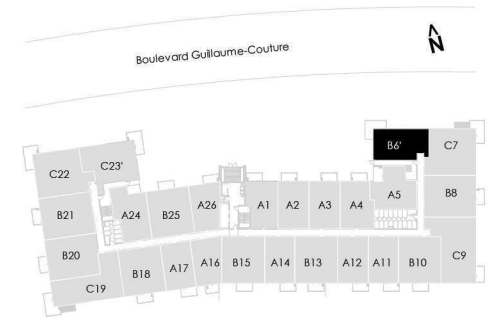 Boulevard Guillaume-Couture
N
B6'
C7
C23'
C22
A5
B8
A24
B25
A26
A1
A2
A3
A4
B21
B20
C9
C19
B18
A17
A16
B15
A14
B13
A12
A11
B10